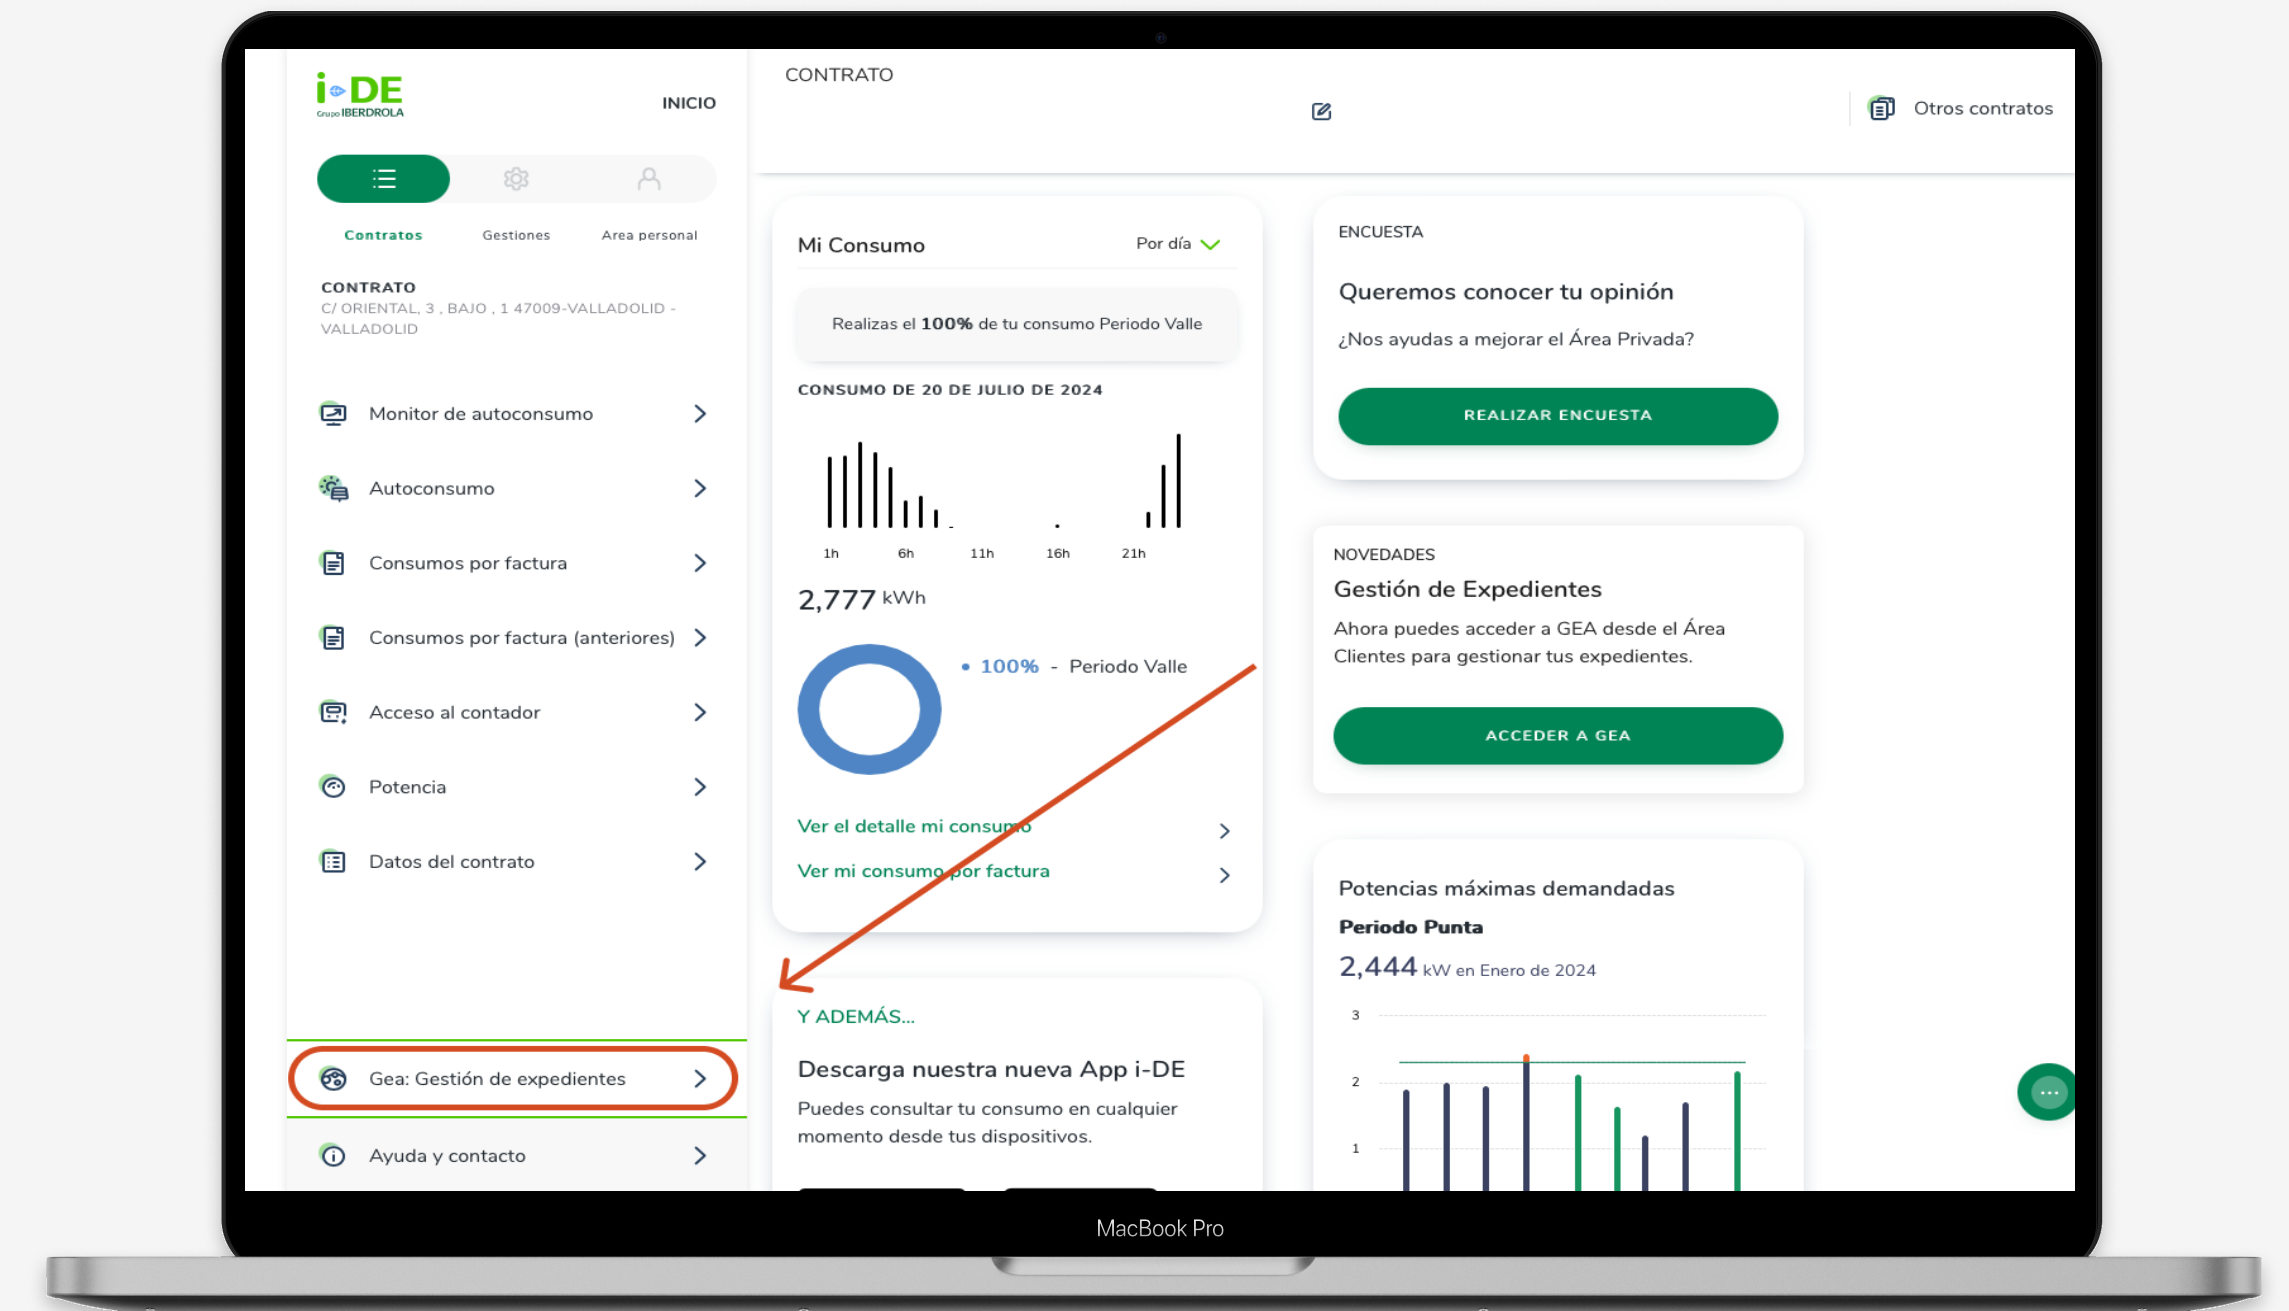 i-DE
Grupo IBERDROLA
INICIO
Contratos
Gestiones
Area personal
CONTRATO
C/ ORIENTAL, 3 , BAJO , 1 47009-VALLADOLID -
VALLADOLID
Monitor de autoconsumo
Autoconsumo
Consumos por factura
Consumos por factura (anteriores)
Acceso al contador
Potencia
Datos del contrato
Gea: Gestión de expedientes
Ayuda y contacto
CONTRATO
Otros contratos
Mi Consumo
Por día
Realizas el 100% de tu consumo Periodo Valle
CONSUMO DE 20 DE JULIO DE 2024
1h 6h 11h 16h 21h
2,777 kWh
• 100% - Periodo Valle
Ver el detalle mi consumo
Ver mi consumo por factura
Y ADEMÁS...
Descarga nuestra nueva App i-DE
Puedes consultar tu consumo en cualquier
momento desde tus dispositivos.
ENCUESTA
Queremos conocer tu opinión
¿Nos ayudas a mejorar el Área Privada?
REALIZAR ENCUESTA
NOVEDADES
Gestión de Expedientes
Ahora puedes acceder a GEA desde el Área
Clientes para gestionar tus expedientes.
ACCEDER A GEA
Potencias máximas demandadas
Periodo Punta
2,444 kW en Enero de 2024
3
2
1
MacBook Pro